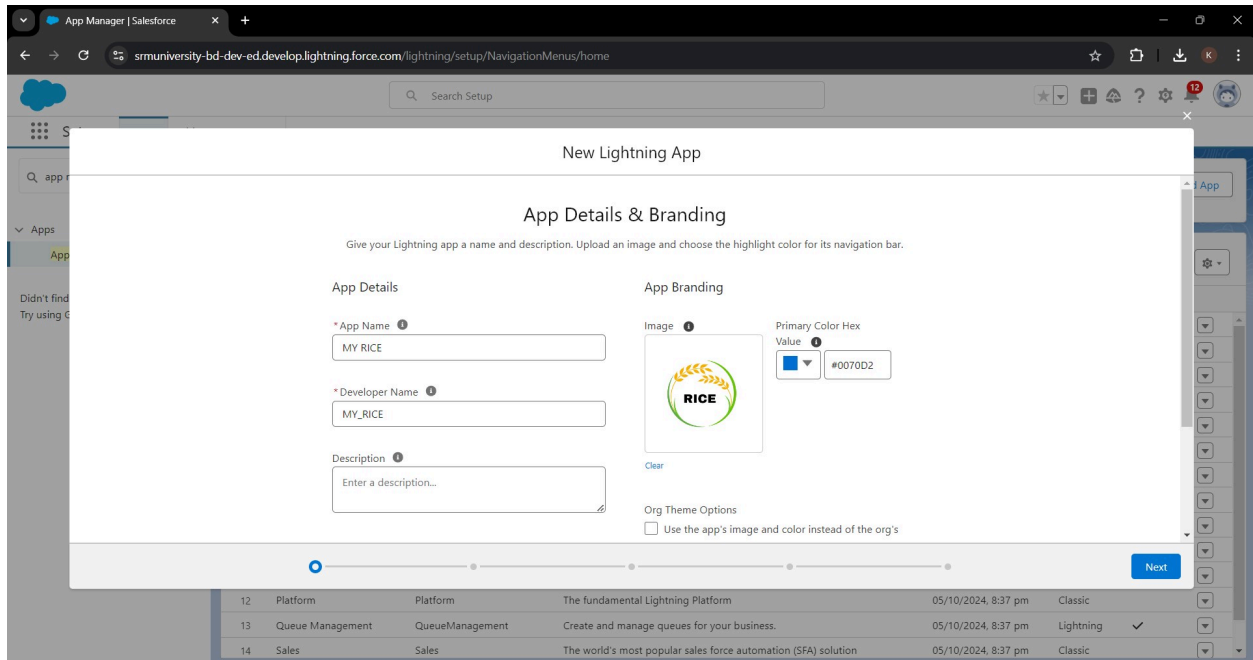 App Manager | Salesforce
srmuniversity-bd-dev-ed.develop.lightning.force.com/lightning/setup/NavigationMenus/home
K
Search Setup
12
S
New Lightning App
app r
d App
App Details & Branding
Give your Lightning app a name and description. Upload an image and choose the highlight color for its navigation bar.
Apps
App
Didn't find
Try using G
App Details
App Branding
*App Name
Image
Primary Color Hex
Value
MY RICE
#0070D2
RICE
*Developer Name
MY_RICE
Description
Clear
Enter a description...
Org Theme Options
Use the app's image and color instead of the org's
Next
12 Platform Platform The fundamental Lightning Platform 05/10/2024, 8:37 pm Classic
13 Queue Management QueueManagement Create and manage queues for your business. 05/10/2024, 8:37 pm Lightning
14 Sales Sales The world's most popular sales force automation (SFA) solution 05/10/2024, 8:37 pm Classic